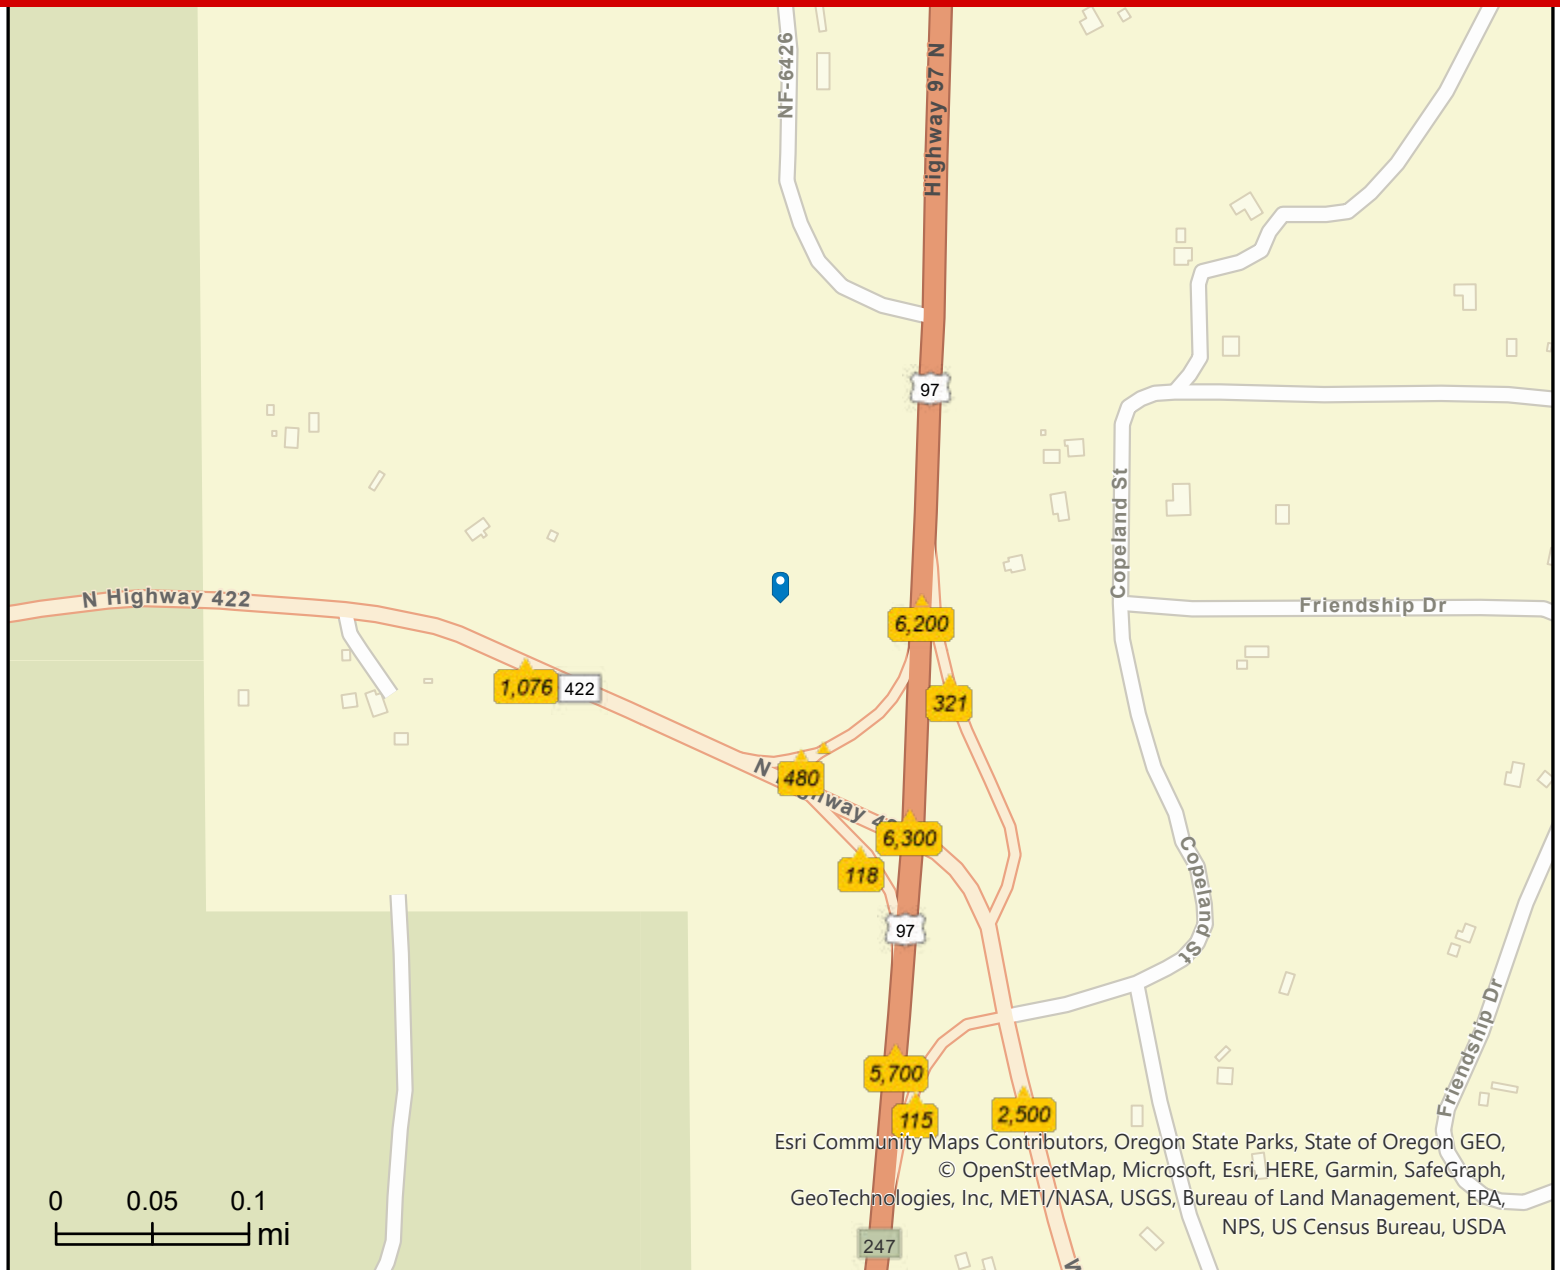 NF-6426
Highway 97 N
97
Copeland St
N Highway 422
Friendship Dr
6,200
1,076
422
321
480
N Highway 4
6,300
118
Copeland St
97
Friendship Dr
5,700
115
2,500
Esri Community Maps Contributors, Oregon State Parks, State of Oregon GEO,
© OpenStreetMap, Microsoft, Esri, HERE, Garmin, SafeGraph,
GeoTechnologies, Inc, METI/NASA, USGS, Bureau of Land Management, EPA,
NPS, US Census Bureau, USDA
0 0.05 0.1
mi
247